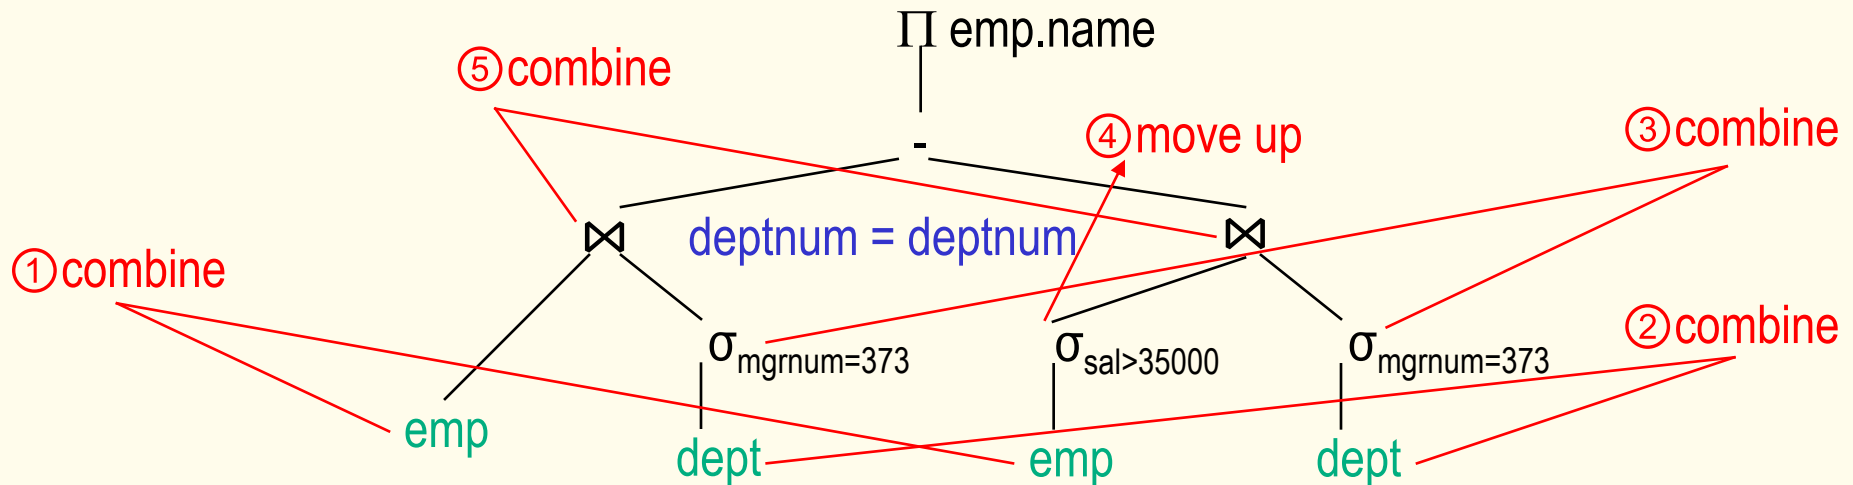 ∏ emp.name
⑤combine
④move up
③combine
-
⋈
deptnum = deptnum
⋈
①combine
②combine
σmgrnum=373
σsal>35000
σmgrnum=373
emp
dept
emp
dept